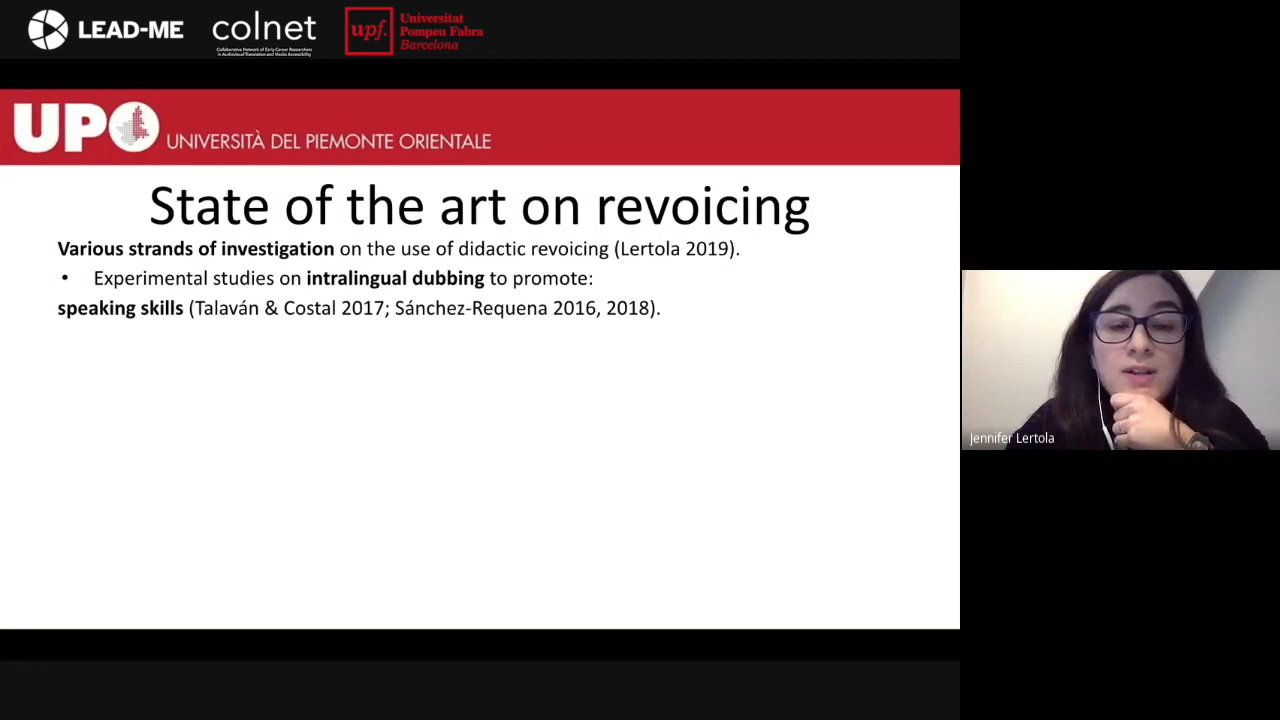 LEAD-ME
colnet
Collaborative Network of Early-Career Researchers
in Audiovisual Translation and Media Accessibility
upf.
Universitat
Pompeu Fabra
Barcelona
UPO UNIVERSITÀ DEL PIEMONTE ORIENTALE
State of the art on revoicing
Various strands of investigation on the use of didactic revoicing (Lertola 2019).
• Experimental studies on intralingual dubbing to promote:
speaking skills (Talaván & Costal 2017; Sánchez-Requena 2016, 2018).
Jennifer Lertola